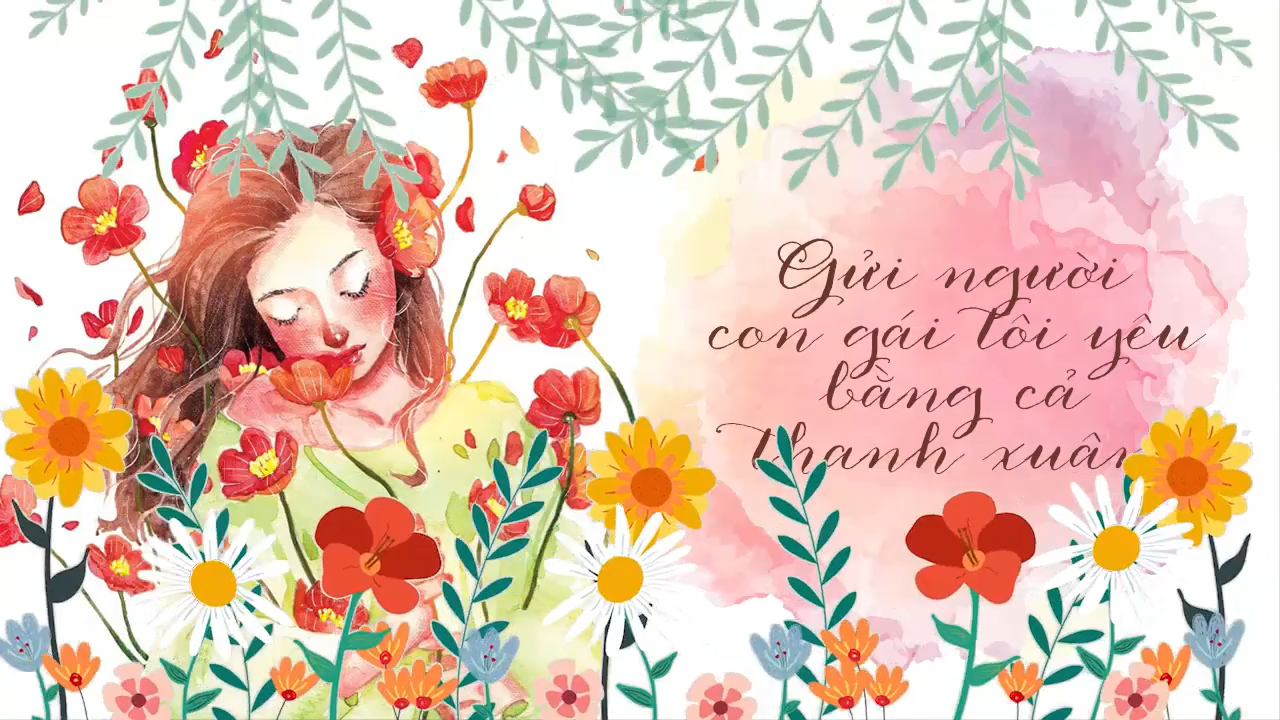 Gửi người
con gái tôi yêu
bằng cả
thanh xuân